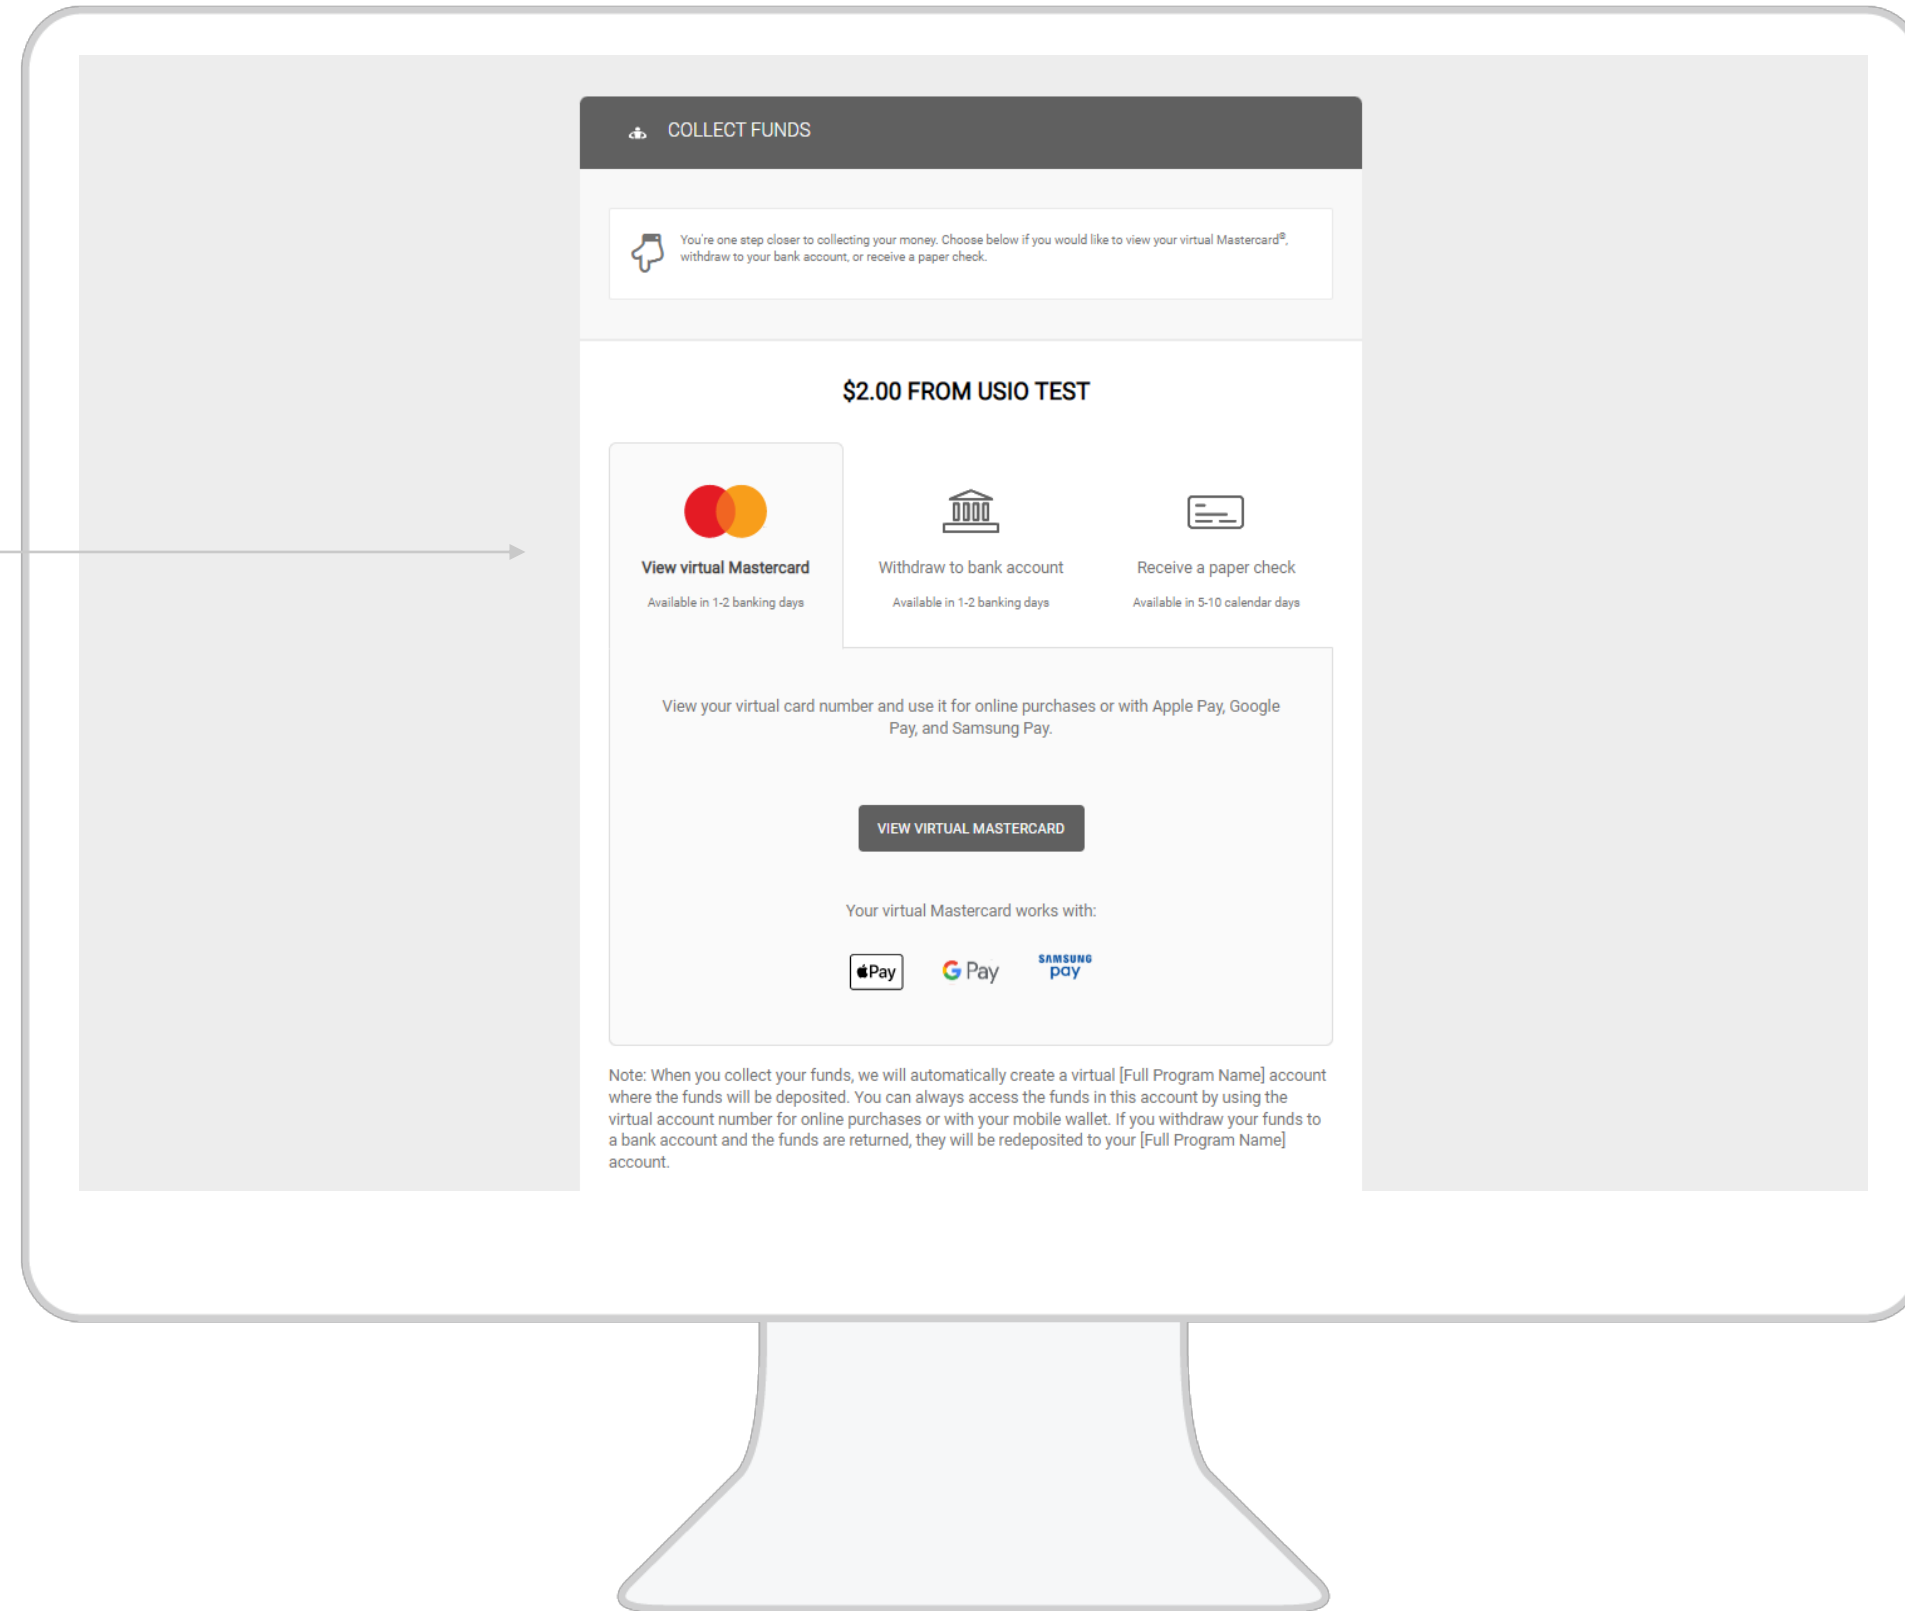 COLLECT FUNDS
You're one step closer to collecting your money. Choose below if you would like to view your virtual Mastercard®,
withdraw to your bank account, or receive a paper check.
$2.00 FROM USIO TEST
View virtual Mastercard
Available in 1-2 banking days
Withdraw to bank account
Available in 1-2 banking days
Receive a paper check
Available in 5-10 calendar days
View your virtual card number and use it for online purchases or with Apple Pay, Google
Pay, and Samsung Pay.
VIEW VIRTUAL MASTERCARD
Your virtual Mastercard works with:
Pay
G Pay
SAMSUNG
pay
Note: When you collect your funds, we will automatically create a virtual [Full Program Name] account
where the funds will be deposited. You can always access the funds in this account by using the
virtual account number for online purchases or with your mobile wallet. If you withdraw your funds to
a bank account and the funds are returned, they will be redeposited to your [Full Program Name]
account.